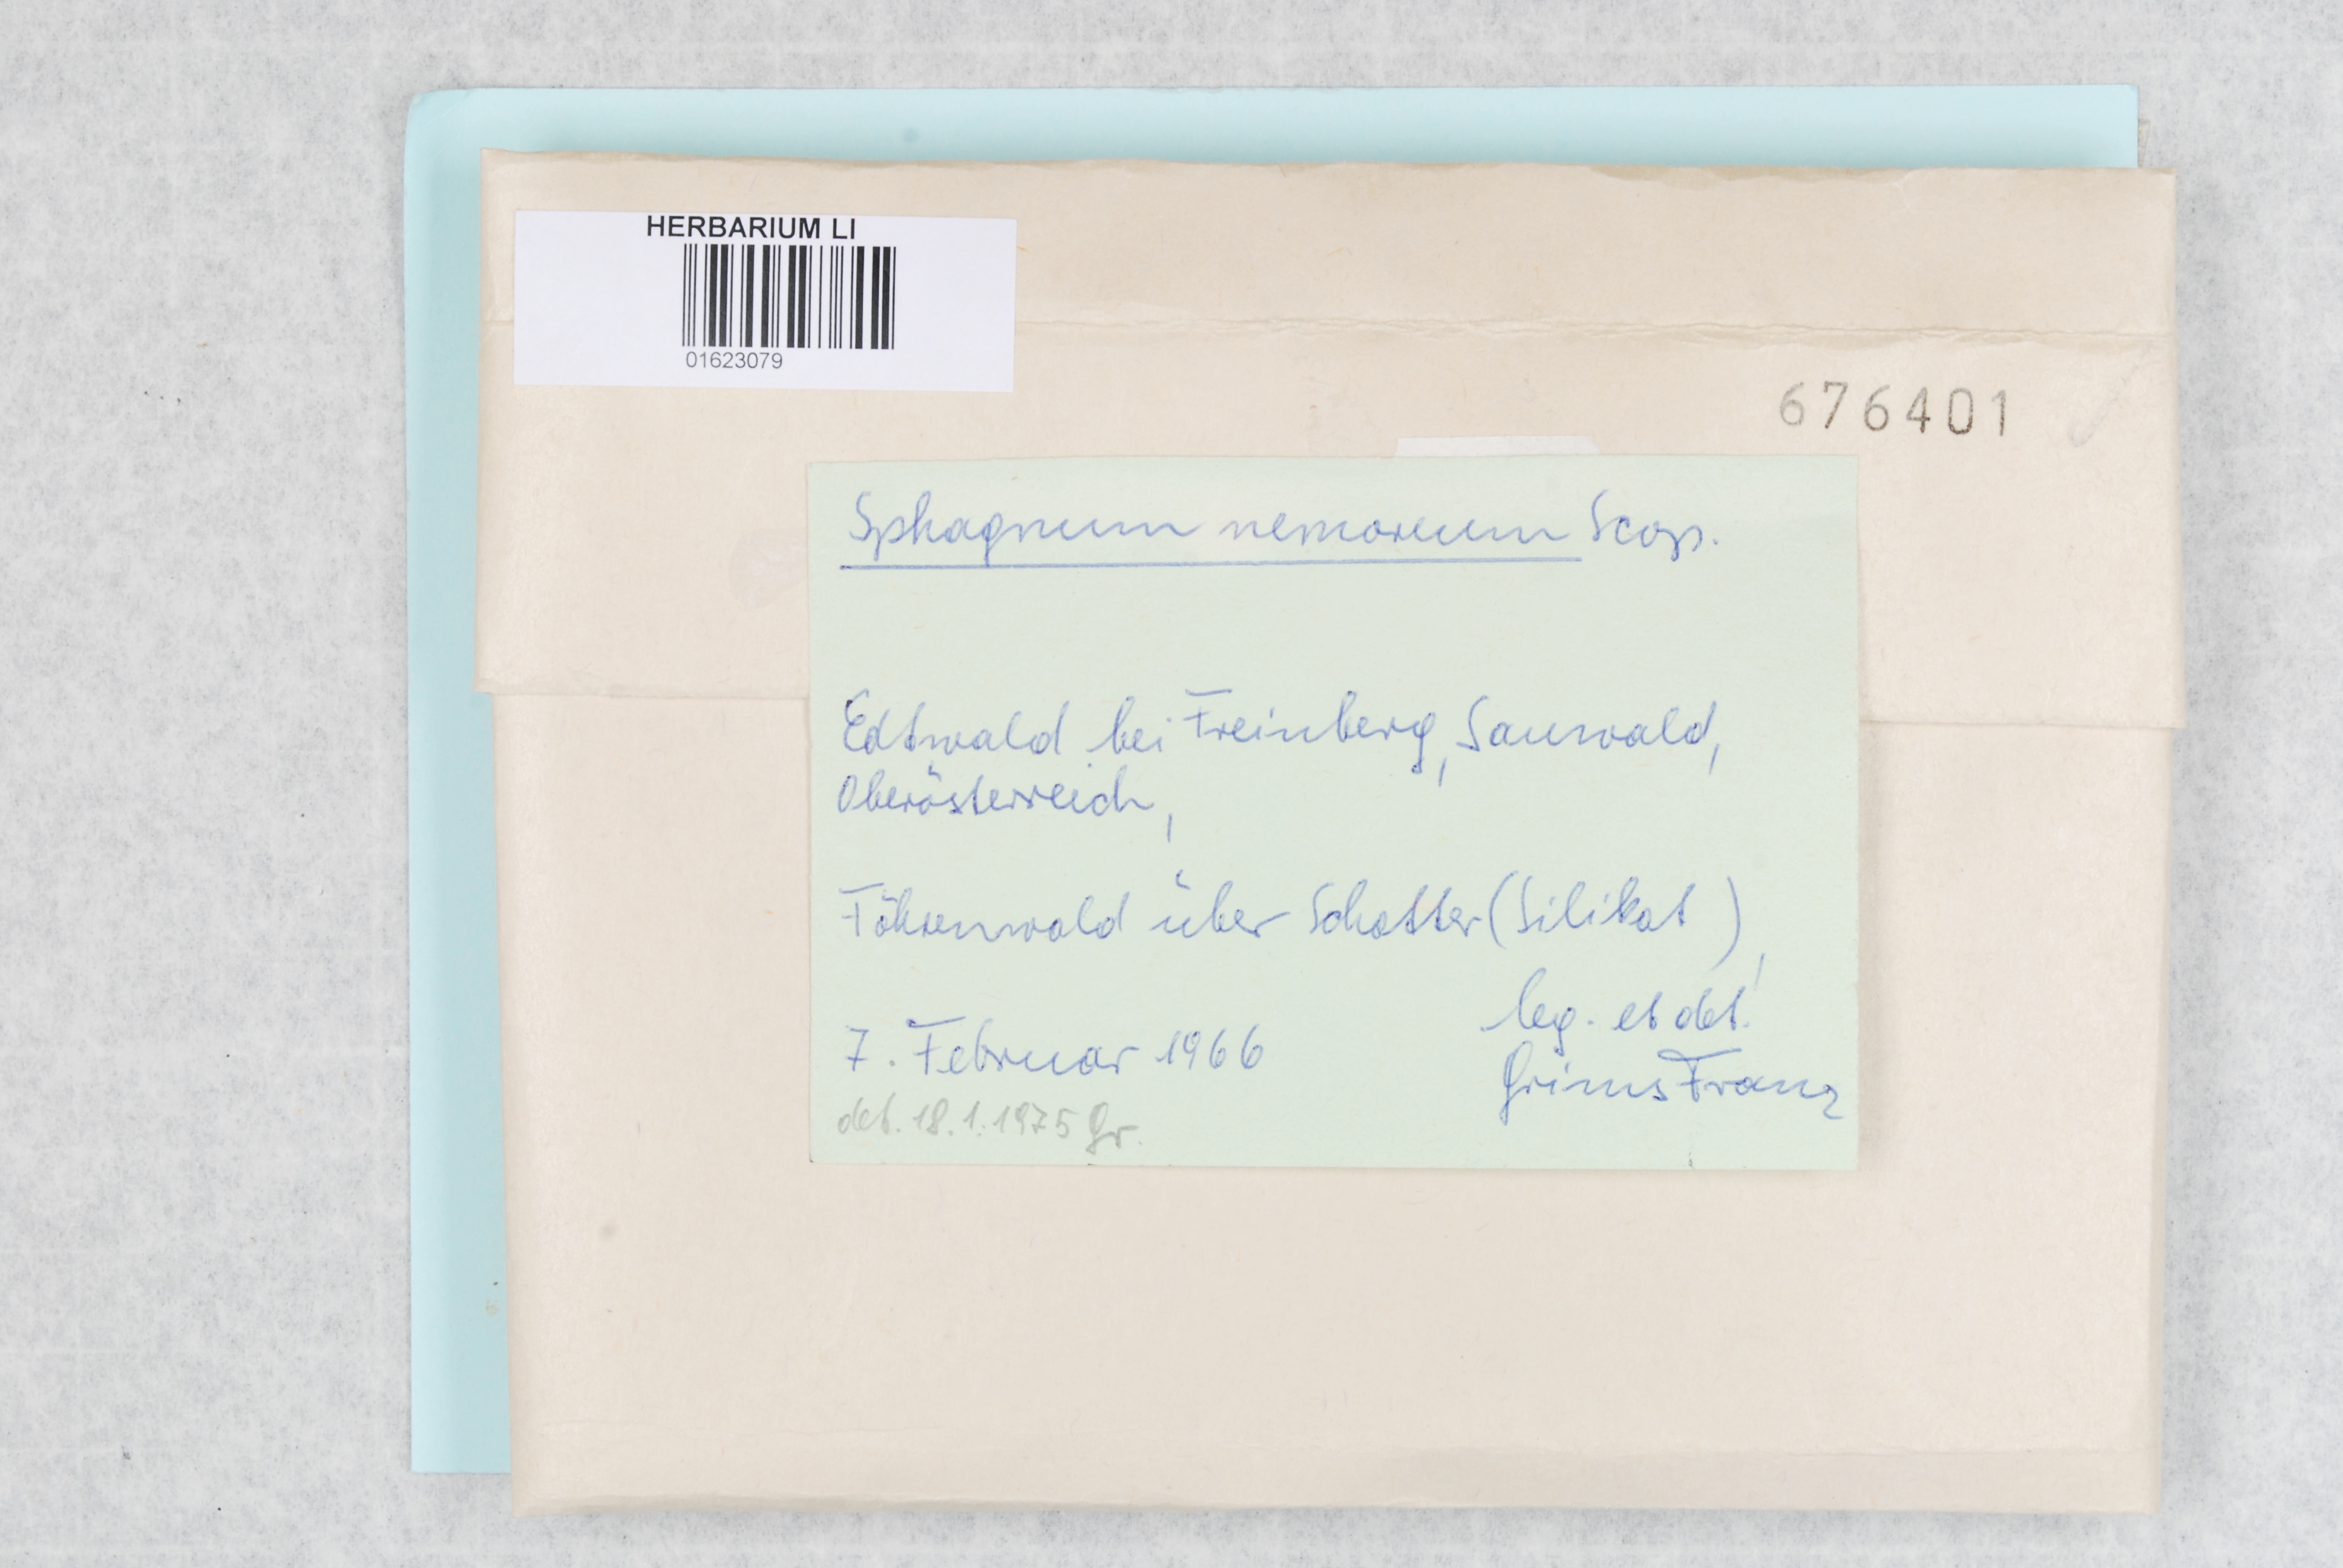 HERBARIUM LI
01623079
676401
Sphagnum nemoreum Scop.
Edtwald bei Freinberg, Sauwald,
Oberösterreich,
Föhrenwald über Schotter (Silikat),
leg. et det.
7. Februar 1966
Grims Franz
det. 18.1.1975 Gr.